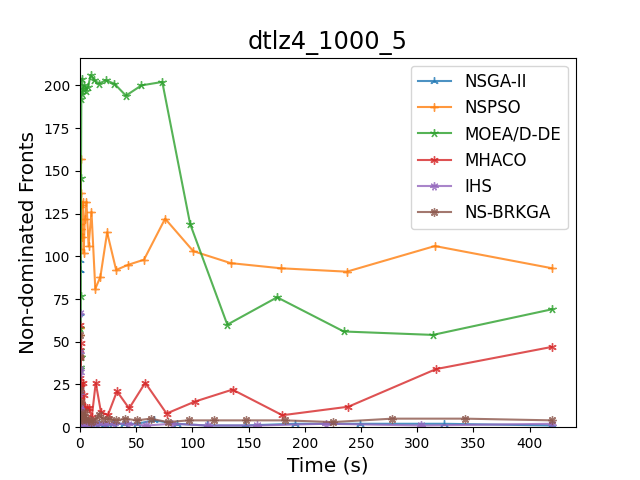 dtlz4_1000_5
Non-dominated Fronts
200
175
150
125
100
75
50
25
0
0 50 100 150 200 250 300 350 400
Time (s)
NSGA-II
NSPSO
MOEA/D-DE
MHACO
IHS
NS-BRKGA